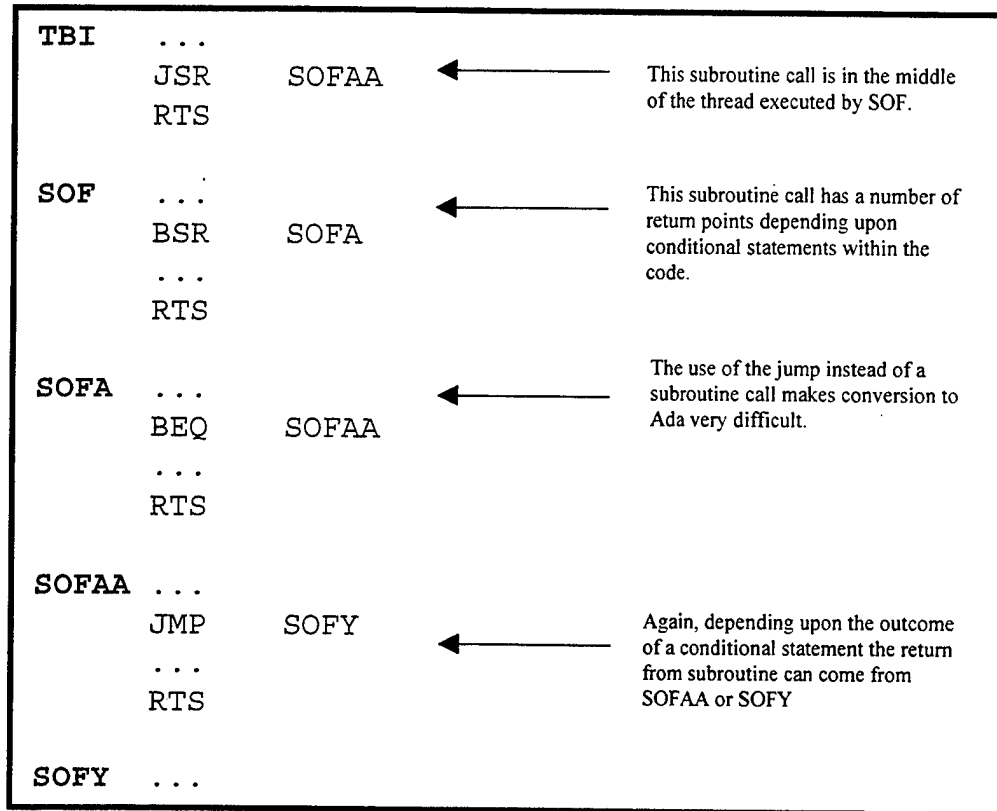 TBI ...
JSR SOFAA
This subroutine call is in the middle
of the thread executed by SOF.
RTS
SOF ...
This subroutine call has a number of
return points depending upon
conditional statements within the
code.
BSR SOFA
...
RTS
The use of the jump instead of a
subroutine call makes conversion to
Ada very difficult.
SOFA ...
BEQ SOFAA
...
RTS
SOFAA ...
JMP SOFY
Again, depending upon the outcome
of a conditional statement the return
from subroutine can come from
SOFAA or SOFY
...
RTS
SOFY ...